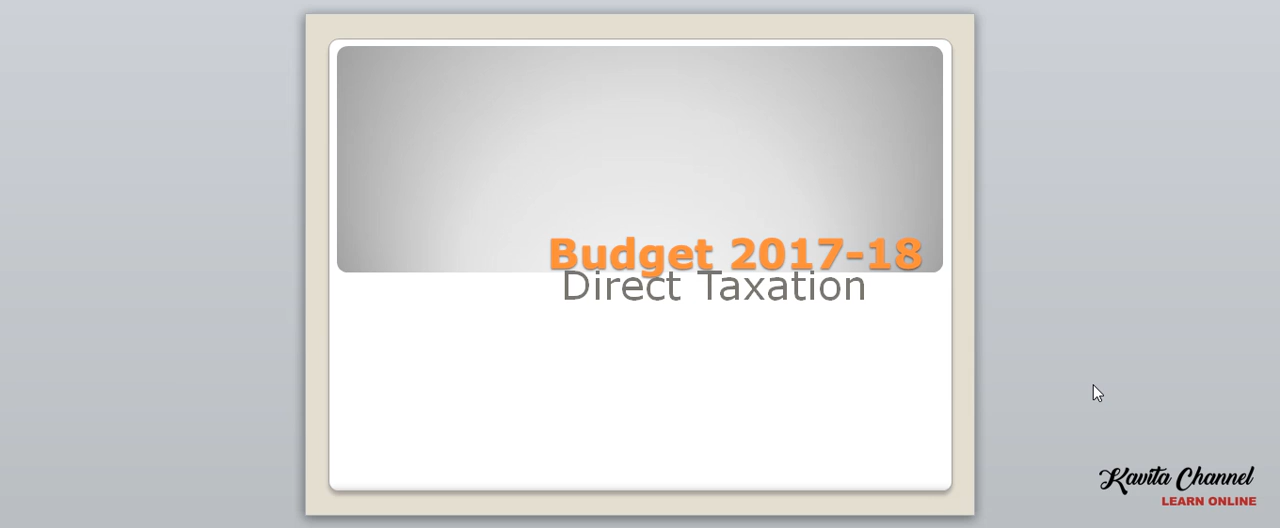 Budget 2017-18
Direct Taxation
Kavita Channel
LEARN ONLINE